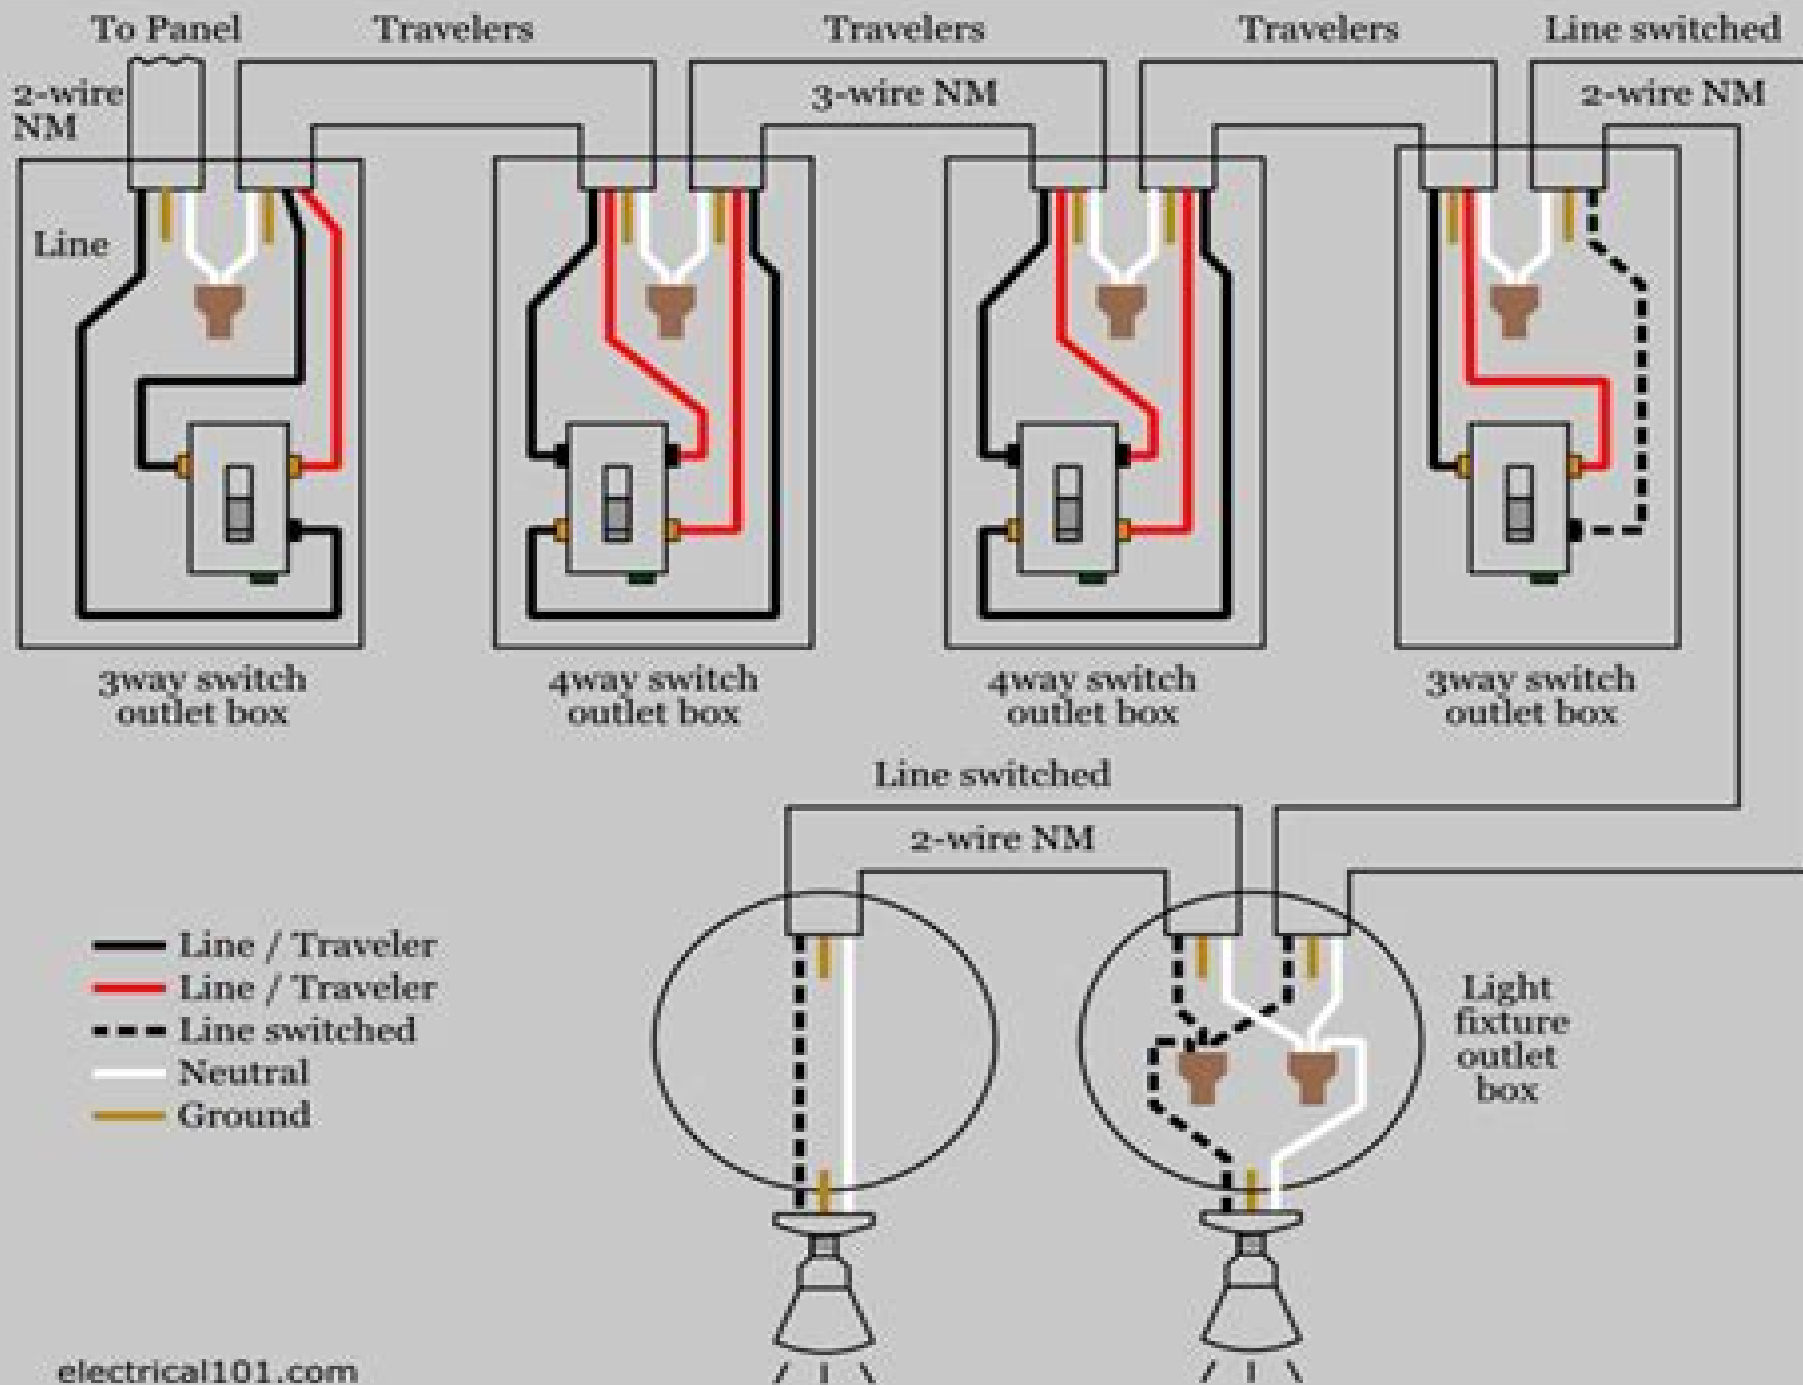 To Panel
Travelers
Travelers
Travelers
Line switched
2-wire
NM
3-wire NM
2-wire NM
Line
3way switch
outlet box
4way switch
outlet box
4way switch
outlet box
3way switch
outlet box
Line switched
2-wire NM
Line / Traveler
Line / Traveler
Line switched
Neutral
Ground
Light
fixture
outlet
box
electrical101.com